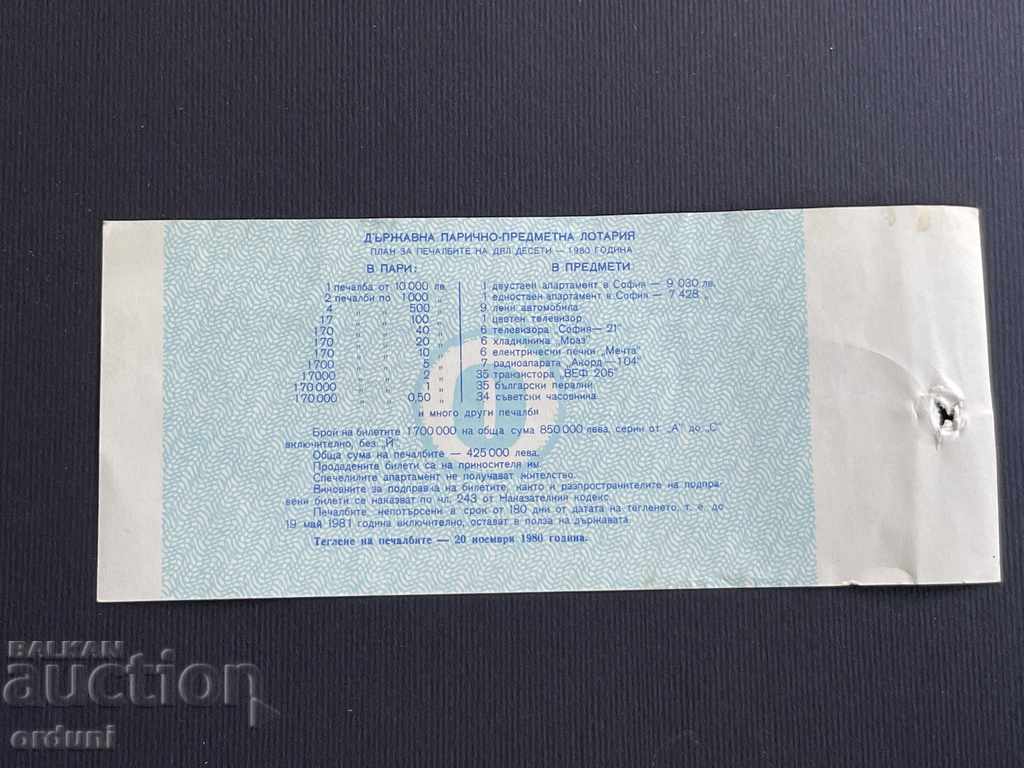 ДЪРЖАВНА ПАРИЧНО-ПРЕДМЕТНА ЛОТАРИЯ
ПЛАН ЗА ПЕЧАЛБИТЕ НА ДЯЛ ДЕСЕТИ — 1980 ГОДИНА
В ПАРИ:
1 печалба от 10 000 лв.
2 печалби по 1000 „
4 „ „ 500 „
17 „ „ 100 „
170 „ „ 40 „
170 „ „ 20 „
170 „ „ 10 „
1700 „ „ 5 „
17000 „ „ 2 „
170 000 „ „ 1 „
170 000 „ „ 0,50 „
В ПРЕДМЕТИ:
1 двустаен апартамент в София — 9 030 лв.
1 едностаен апартамент в София — 7 428 „
9 леки автомобила
1 цветен телевизор
6 телевизора „София — 21"
6 хладилника „Мраз"
6 електрически печки „Мечта"
7 радиоапарата „Акорд — 104"
35 транзистора „ВЕФ 206"
35 български перални
34 съветски часовника
и много други печалби
Брой на билетите 1 700 000 на обща сума 850 000 лева, серии от „А" до „С"
включително, без „Й".
Обща сума на печалбите — 425 000 лева.
Продадените билети са на приносителя им.
Спечелилите апартамент не получават жителство.
Виновните за подправка на билетите, както и разпространителите на подпра-
вени билети се наказват по чл. 243 от Наказателния кодекс.
Печалбите, непотърсени в срок от 180 дни от датата на тегленето, т. е. до
19 май 1981 година включително, остават в полза на държавата.
Теглене на печалбите — 20 ноември 1980 година.
BALKAN
auction
orduni